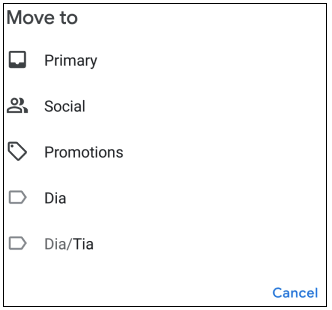 Move to
Primary
Social
Promotions
Dia
Dia/Tia
Cancel